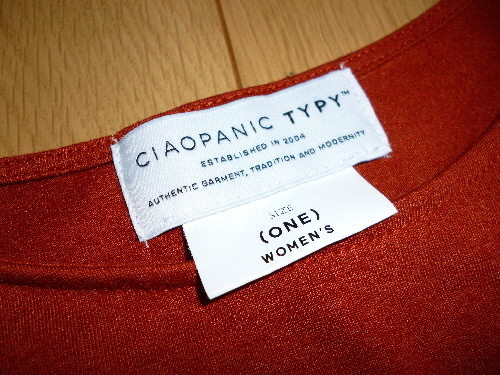 CIAOPANIC TYPY™
ESTABLISHED IN 2004
AUTHENTIC GARMENT, TRADITION AND MODERNITY
SIZE
(ONE)
WOMEN'S